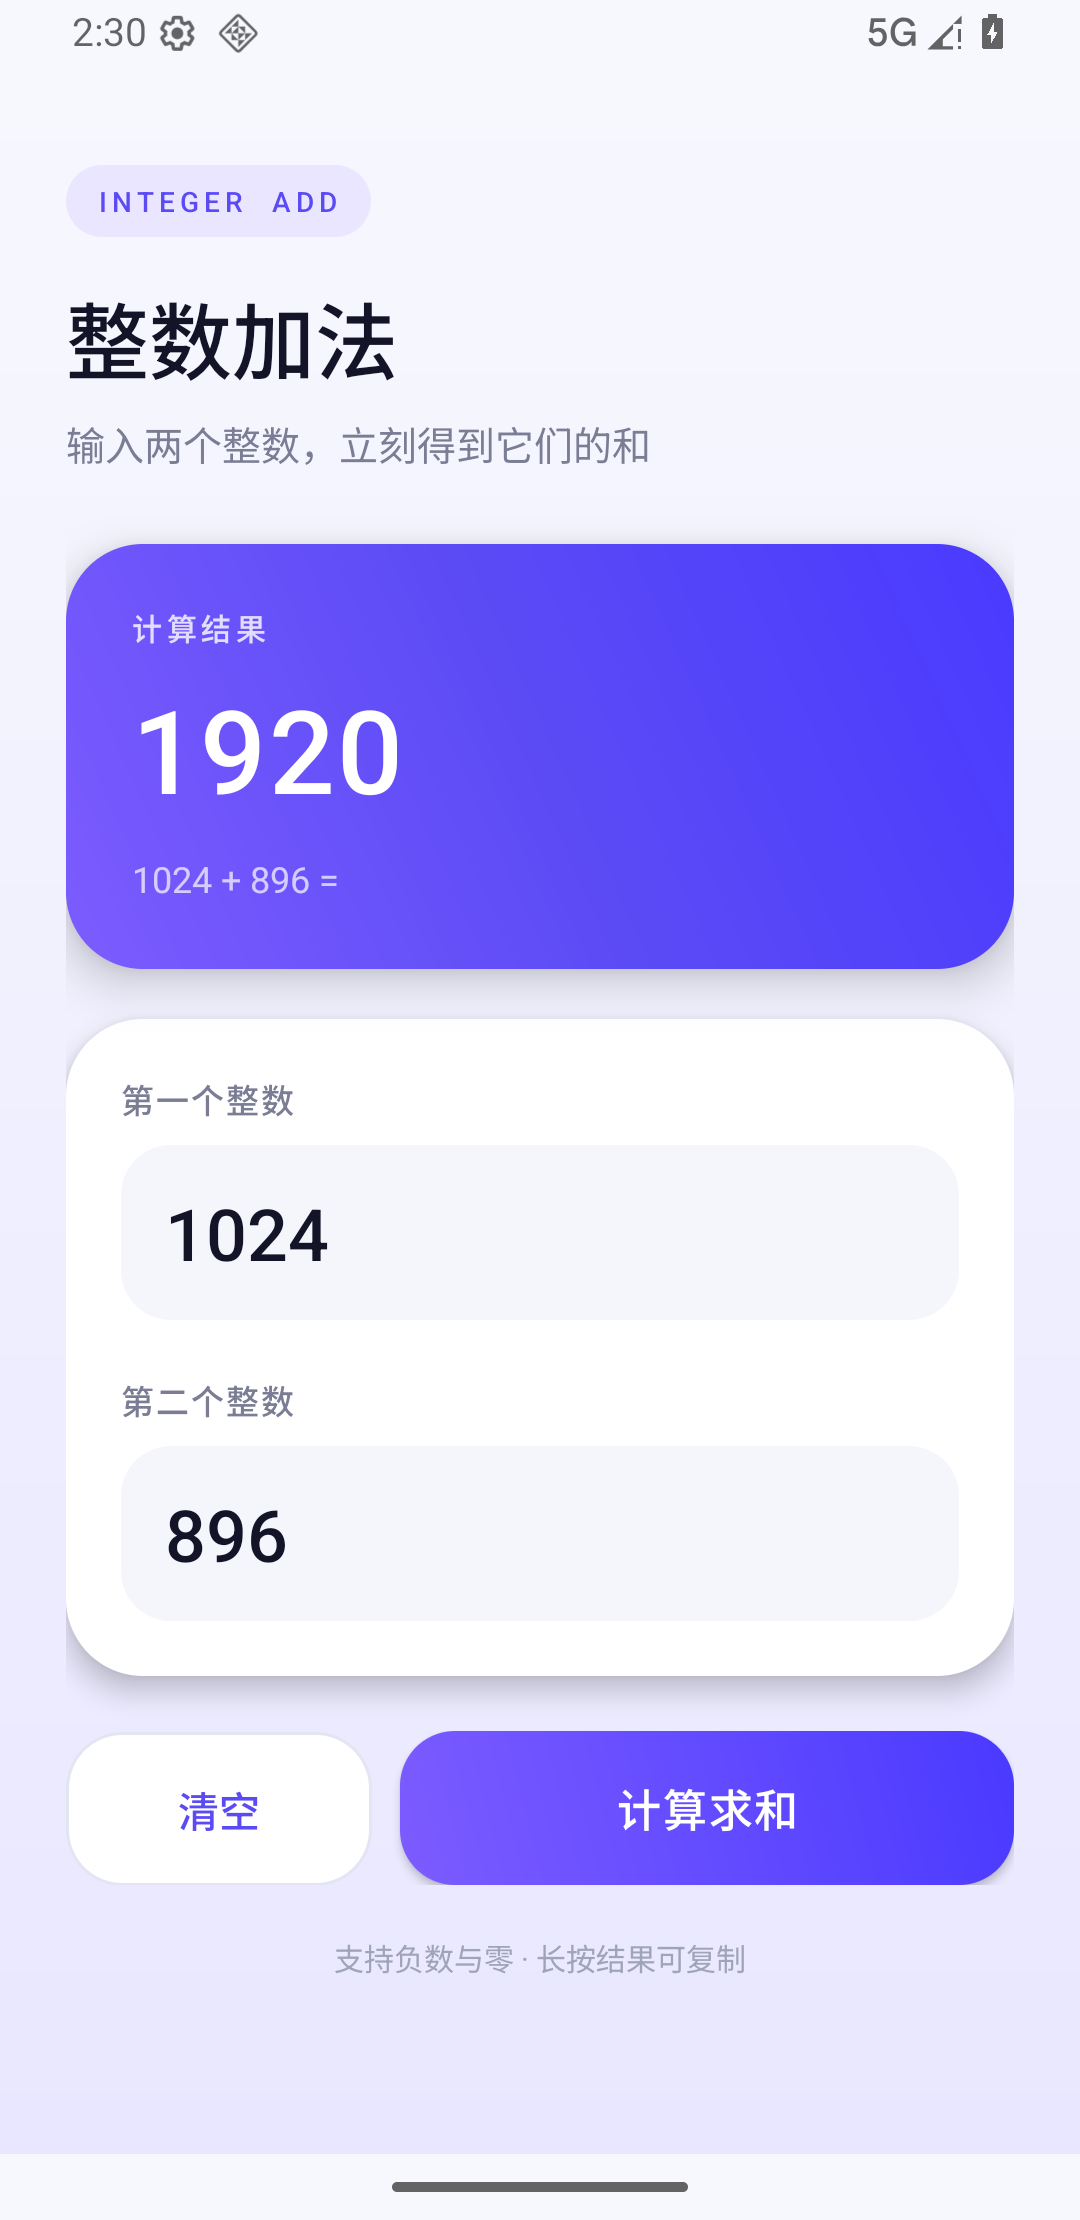 2:30 5G
INTEGER ADD
整数加法
输入两个整数，立刻得到它们的和
计算结果
1920
1024 + 896 =
第一个整数
1024
第二个整数
896
清空 计算求和
支持负数与零 · 长按结果可复制